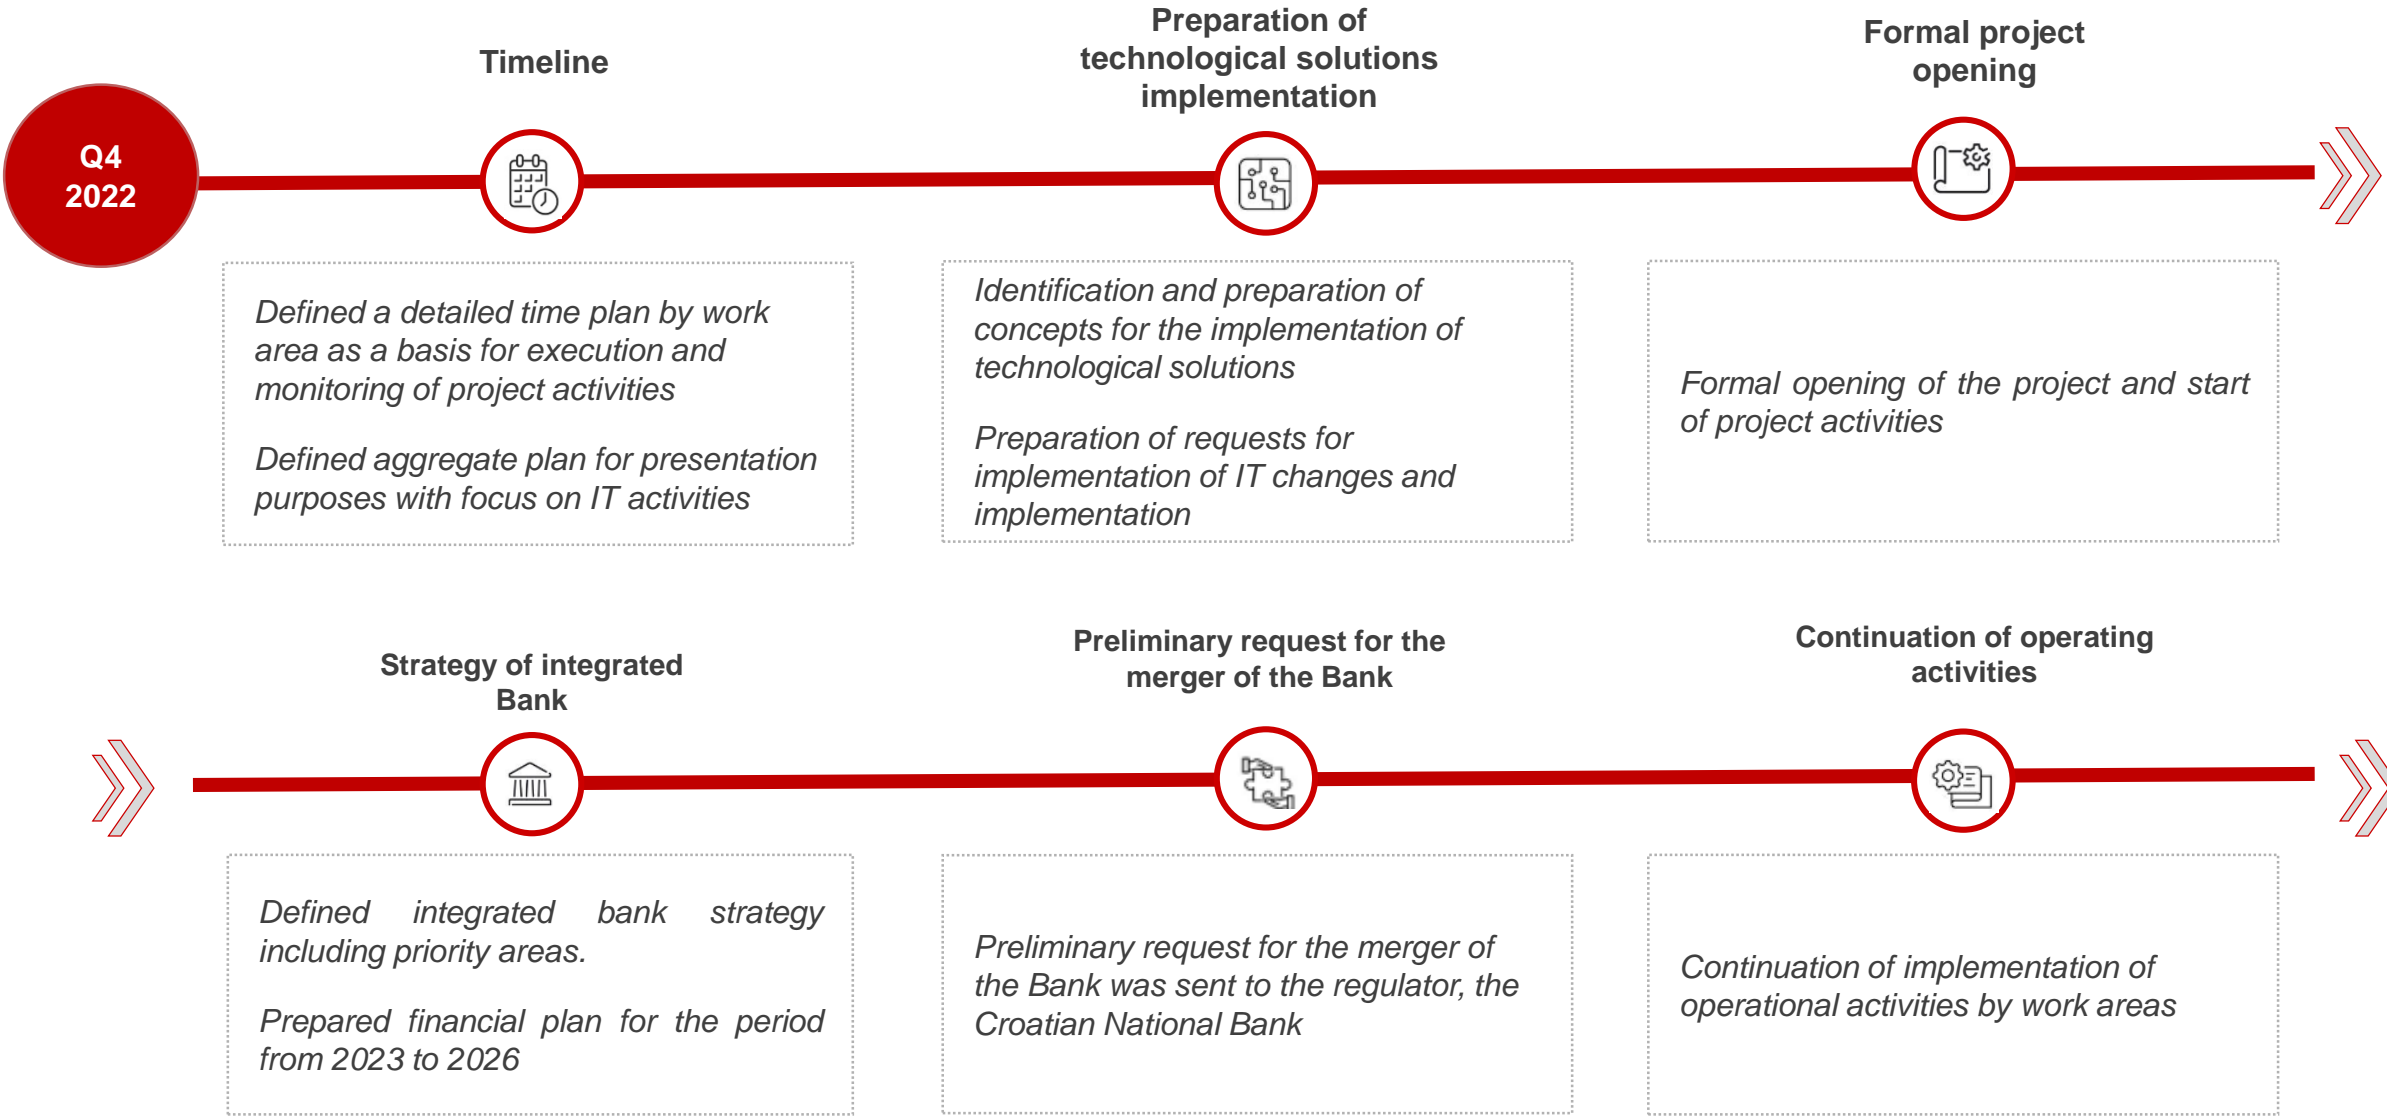 Q4
2022
Timeline
Preparation of
technological solutions
implementation
Formal project
opening
Defined a detailed time plan by work
area as a basis for execution and
monitoring of project activities
Defined aggregate plan for presentation
purposes with focus on IT activities
Identification and preparation of
concepts for the implementation of
technological solutions
Preparation of requests for
implementation of IT changes and
implementation
Formal opening of the project and start
of project activities
Strategy of integrated
Bank
Preliminary request for the
merger of the Bank
Continuation of operating
activities
Defined integrated bank strategy
including priority areas.
Prepared financial plan for the period
from 2023 to 2026
Preliminary request for the merger of
the Bank was sent to the regulator, the
Croatian National Bank
Continuation of implementation of
operational activities by work areas